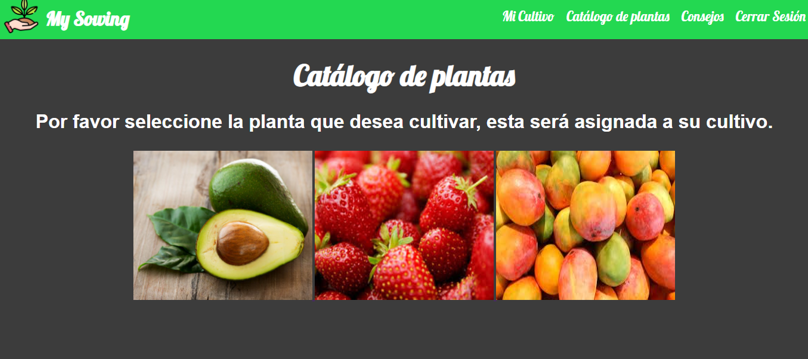 My Sowing
Mi Cultivo Catálogo de plantas Consejos Cerrar Sesión
Catálogo de plantas
Por favor seleccione la planta que desea cultivar, esta será asignada a su cultivo.